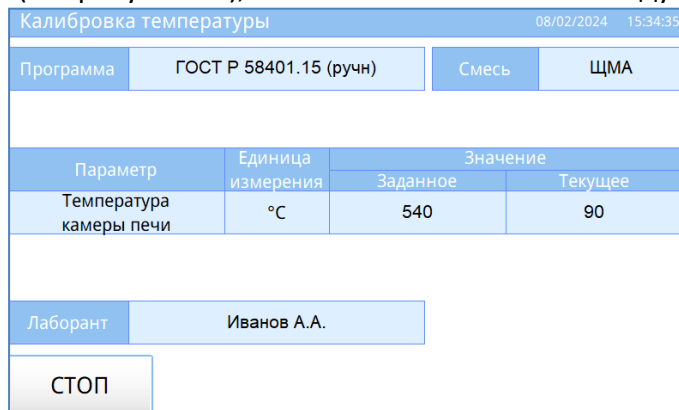 Калибровка температуры 08/02/2024 15:34:35
Программа ГОСТ Р 58401.15 (ручн) Смесь ЩМА
Параметр Единица измерения Значение
Заданное Текущее
Температура камеры печи °С 540 90
Лаборант Иванов А.А.
СТОП